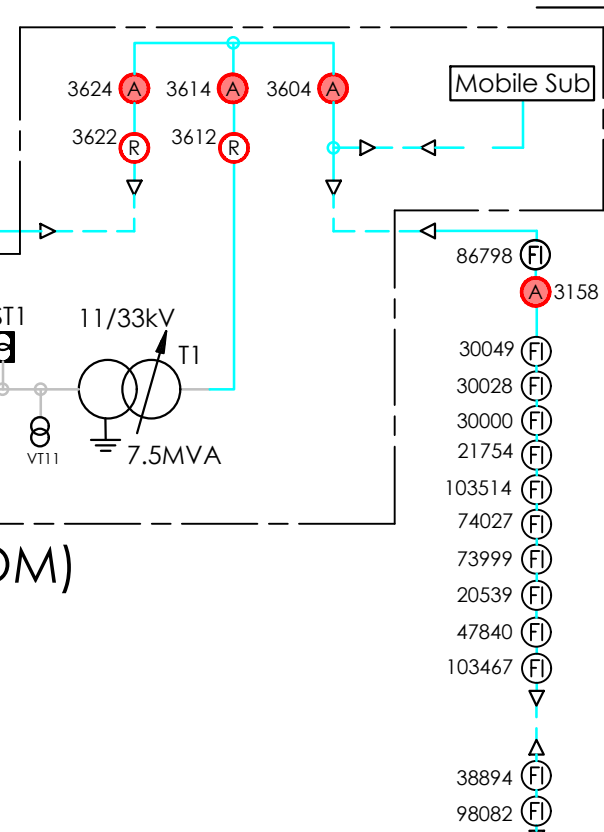 Mobile Sub
3624 A 3614 A 3604 A
3622 R 3612 R
86798 FI
A 3158
ST1 11/33kV
T1
30049 FI
30028 FI
30000 FI
VT11 7.5MVA 21754 FI
103514 FI
74027 FI
OM) 73999 FI
20539 FI
47840 FI
103467 FI
38894 FI
98082 FI